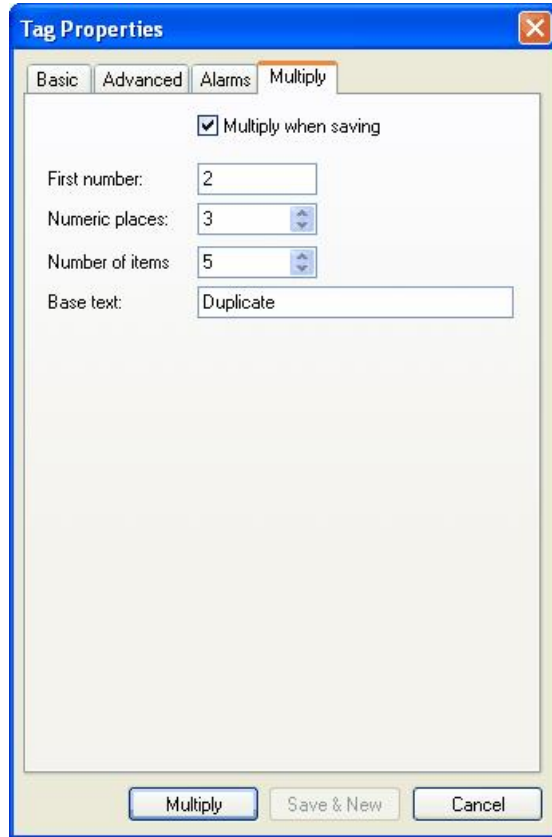 Tag Properties
Basic Advanced Alarms Multiply
Multiply when saving
First number: 2
Numeric places: 3
Number of items 5
Base text: Duplicate
Multiply Save & New Cancel